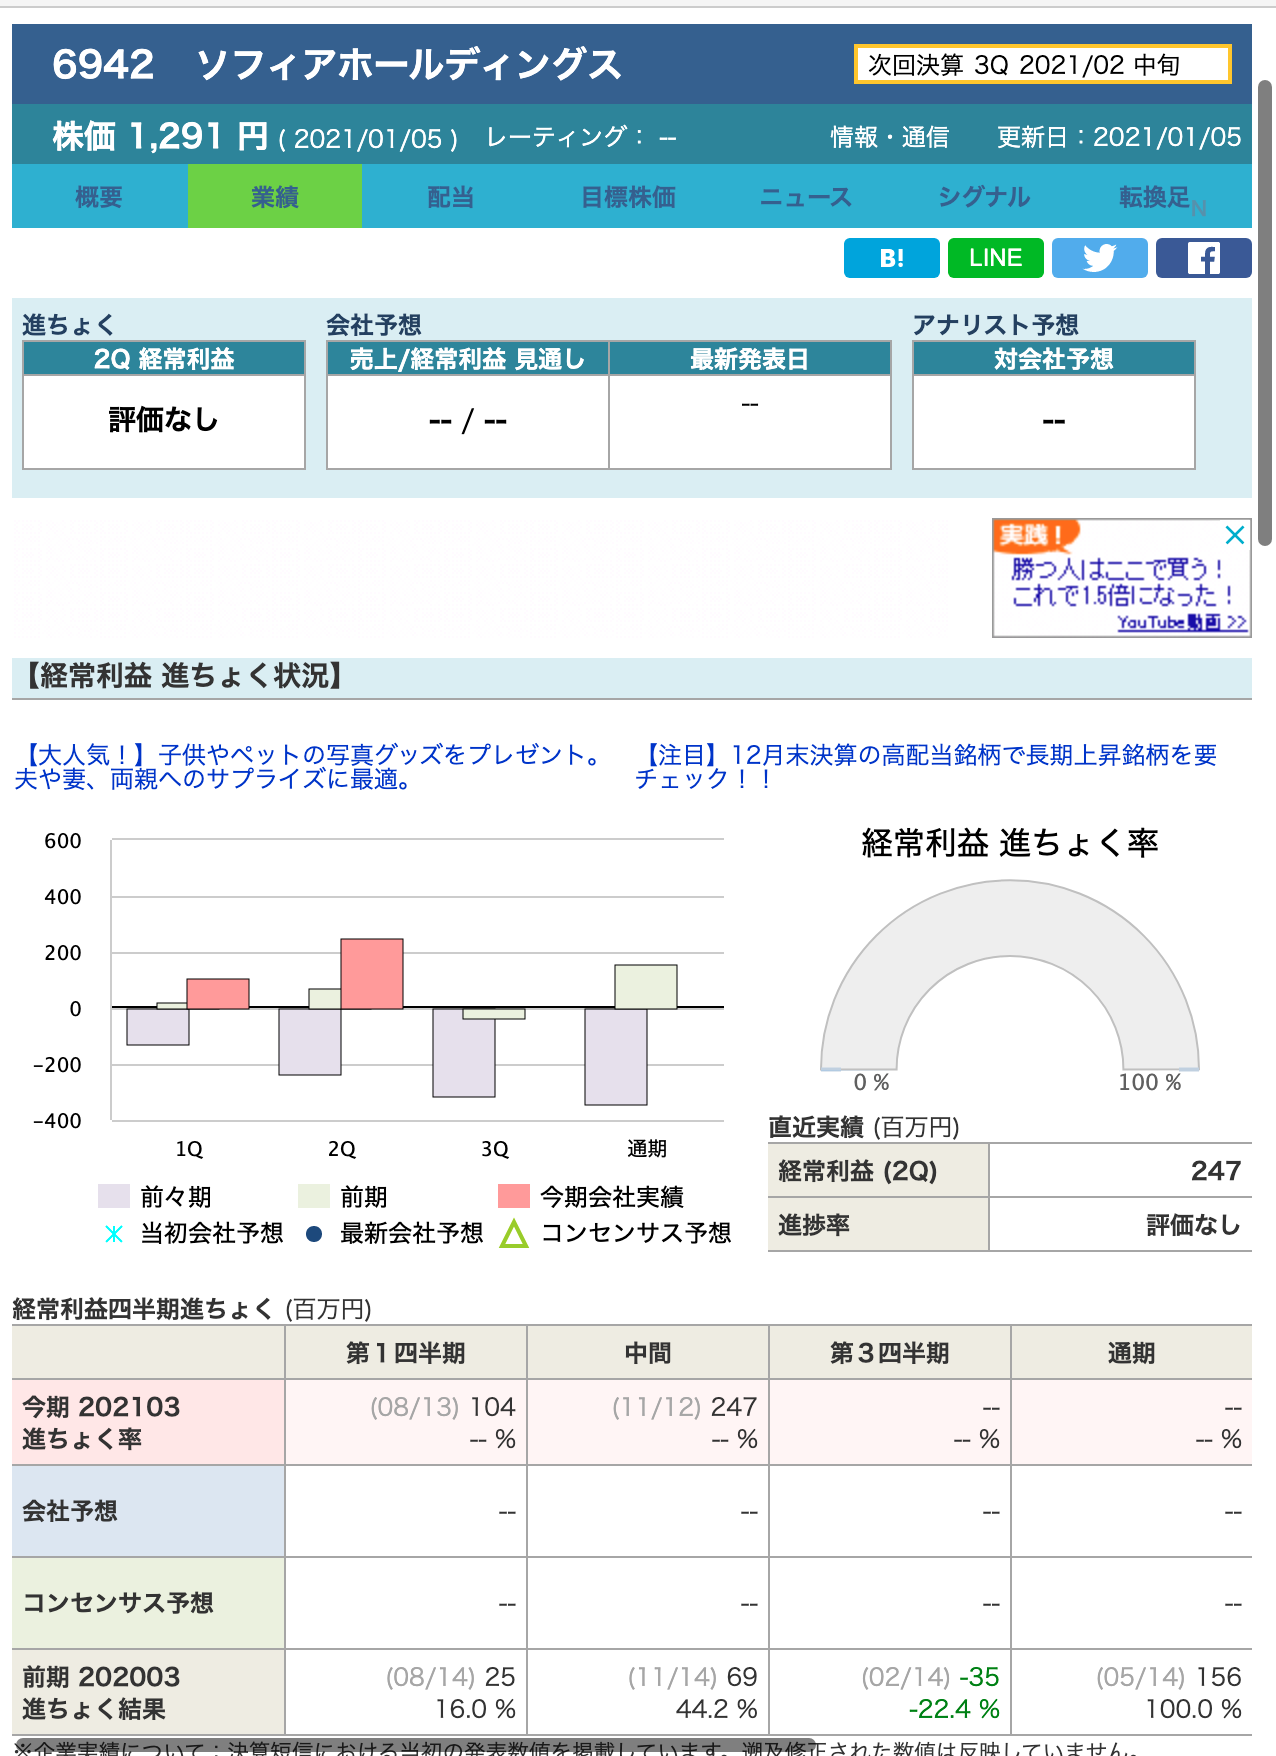 6942　ソフィアホールディングス
次回決算 3Q 2021/02 中旬
株価 1,291 円 ( 2021/01/05 )　レーティング： --
情報・通信　更新日：2021/01/05
概要　業績　配当　目標株価　ニュース　シグナル　転換足N
B!　LINE
進ちょく　会社予想　アナリスト予想
2Q 経常利益　売上/経常利益 見通し　最新発表日　対会社予想
評価なし　-- / --　--　--
実践！
勝つ人はここで買う！
これで1.5倍になった！
YouTube動画 >>
【経常利益 進ちょく状況】
【大人気！】子供やペットの写真グッズをプレゼント。
夫や妻、両親へのサプライズに最適。
【注目】12月末決算の高配当銘柄で長期上昇銘柄を要
チェック！！
600
400
200
0
-200
-400
1Q　2Q　3Q　通期
前々期　前期　今期会社実績
当初会社予想　最新会社予想　コンセンサス予想
経常利益 進ちょく率
0 %　100 %
直近実績 (百万円)
経常利益 (2Q)　247
進捗率　評価なし
経常利益四半期進ちょく (百万円)
第１四半期　中間　第３四半期　通期
今期 202103　(08/13) 104　(11/12) 247　--　--
進ちょく率　-- %　-- %　-- %　-- %
会社予想　--　--　--　--
コンセンサス予想　--　--　--　--
前期 202003　(08/14) 25　(11/14) 69　(02/14) -35　(05/14) 156
進ちょく結果　16.0 %　44.2 %　-22.4 %　100.0 %
※企業実績について：決算短信における当初の発表数値を掲載しています。遡及修正された数値は反映していません。